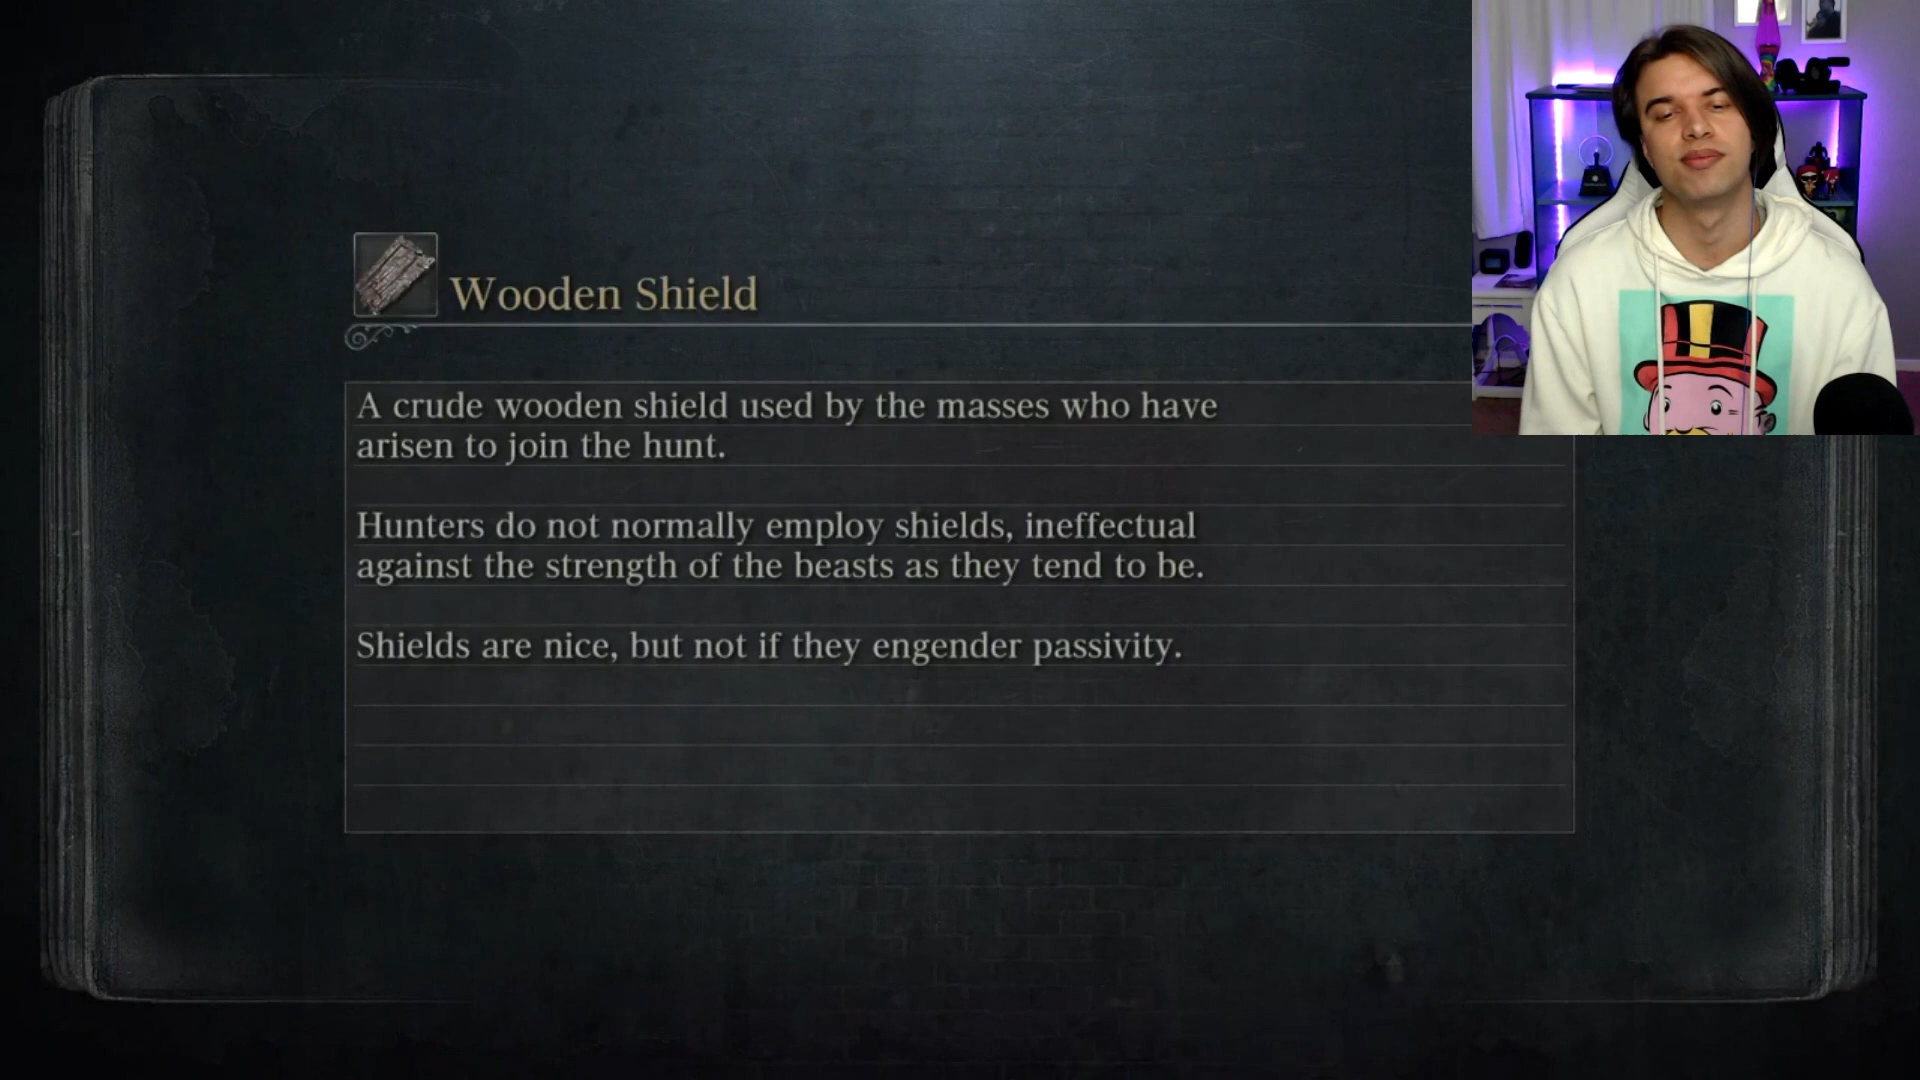 Wooden Shield
A crude wooden shield used by the masses who have
arisen to join the hunt.
Hunters do not normally employ shields, ineffectual
against the strength of the beasts as they tend to be.
Shields are nice, but not if they engender passivity.